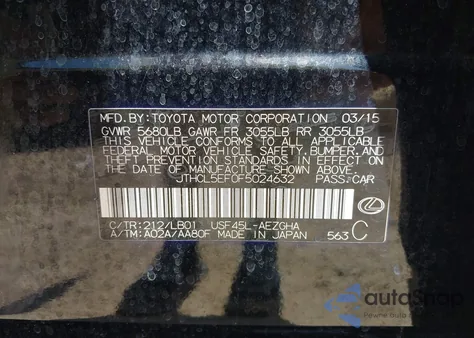 MFD.BY:TOYOTA MOTOR CORPORATION 03/15
GVWR 5680LB GAWR FR 3055LB RR 3055LB
THIS VEHICLE CONFORMS TO ALL APPLICABLE
FEDERAL MOTOR VEHICLE SAFETY,BUMPER,AND
THEFT PREVENTION STANDARDS IN EFFECT ON
THE DATE OF MANUFACTURE SHOWN ABOVE.
JTHCL5EF0F5024632 PASS.CAR
C/TR:212/LB01 USF45L-AEZGHA
A/TM:A02A/AA80F MADE IN JAPAN 563 C
autoShop